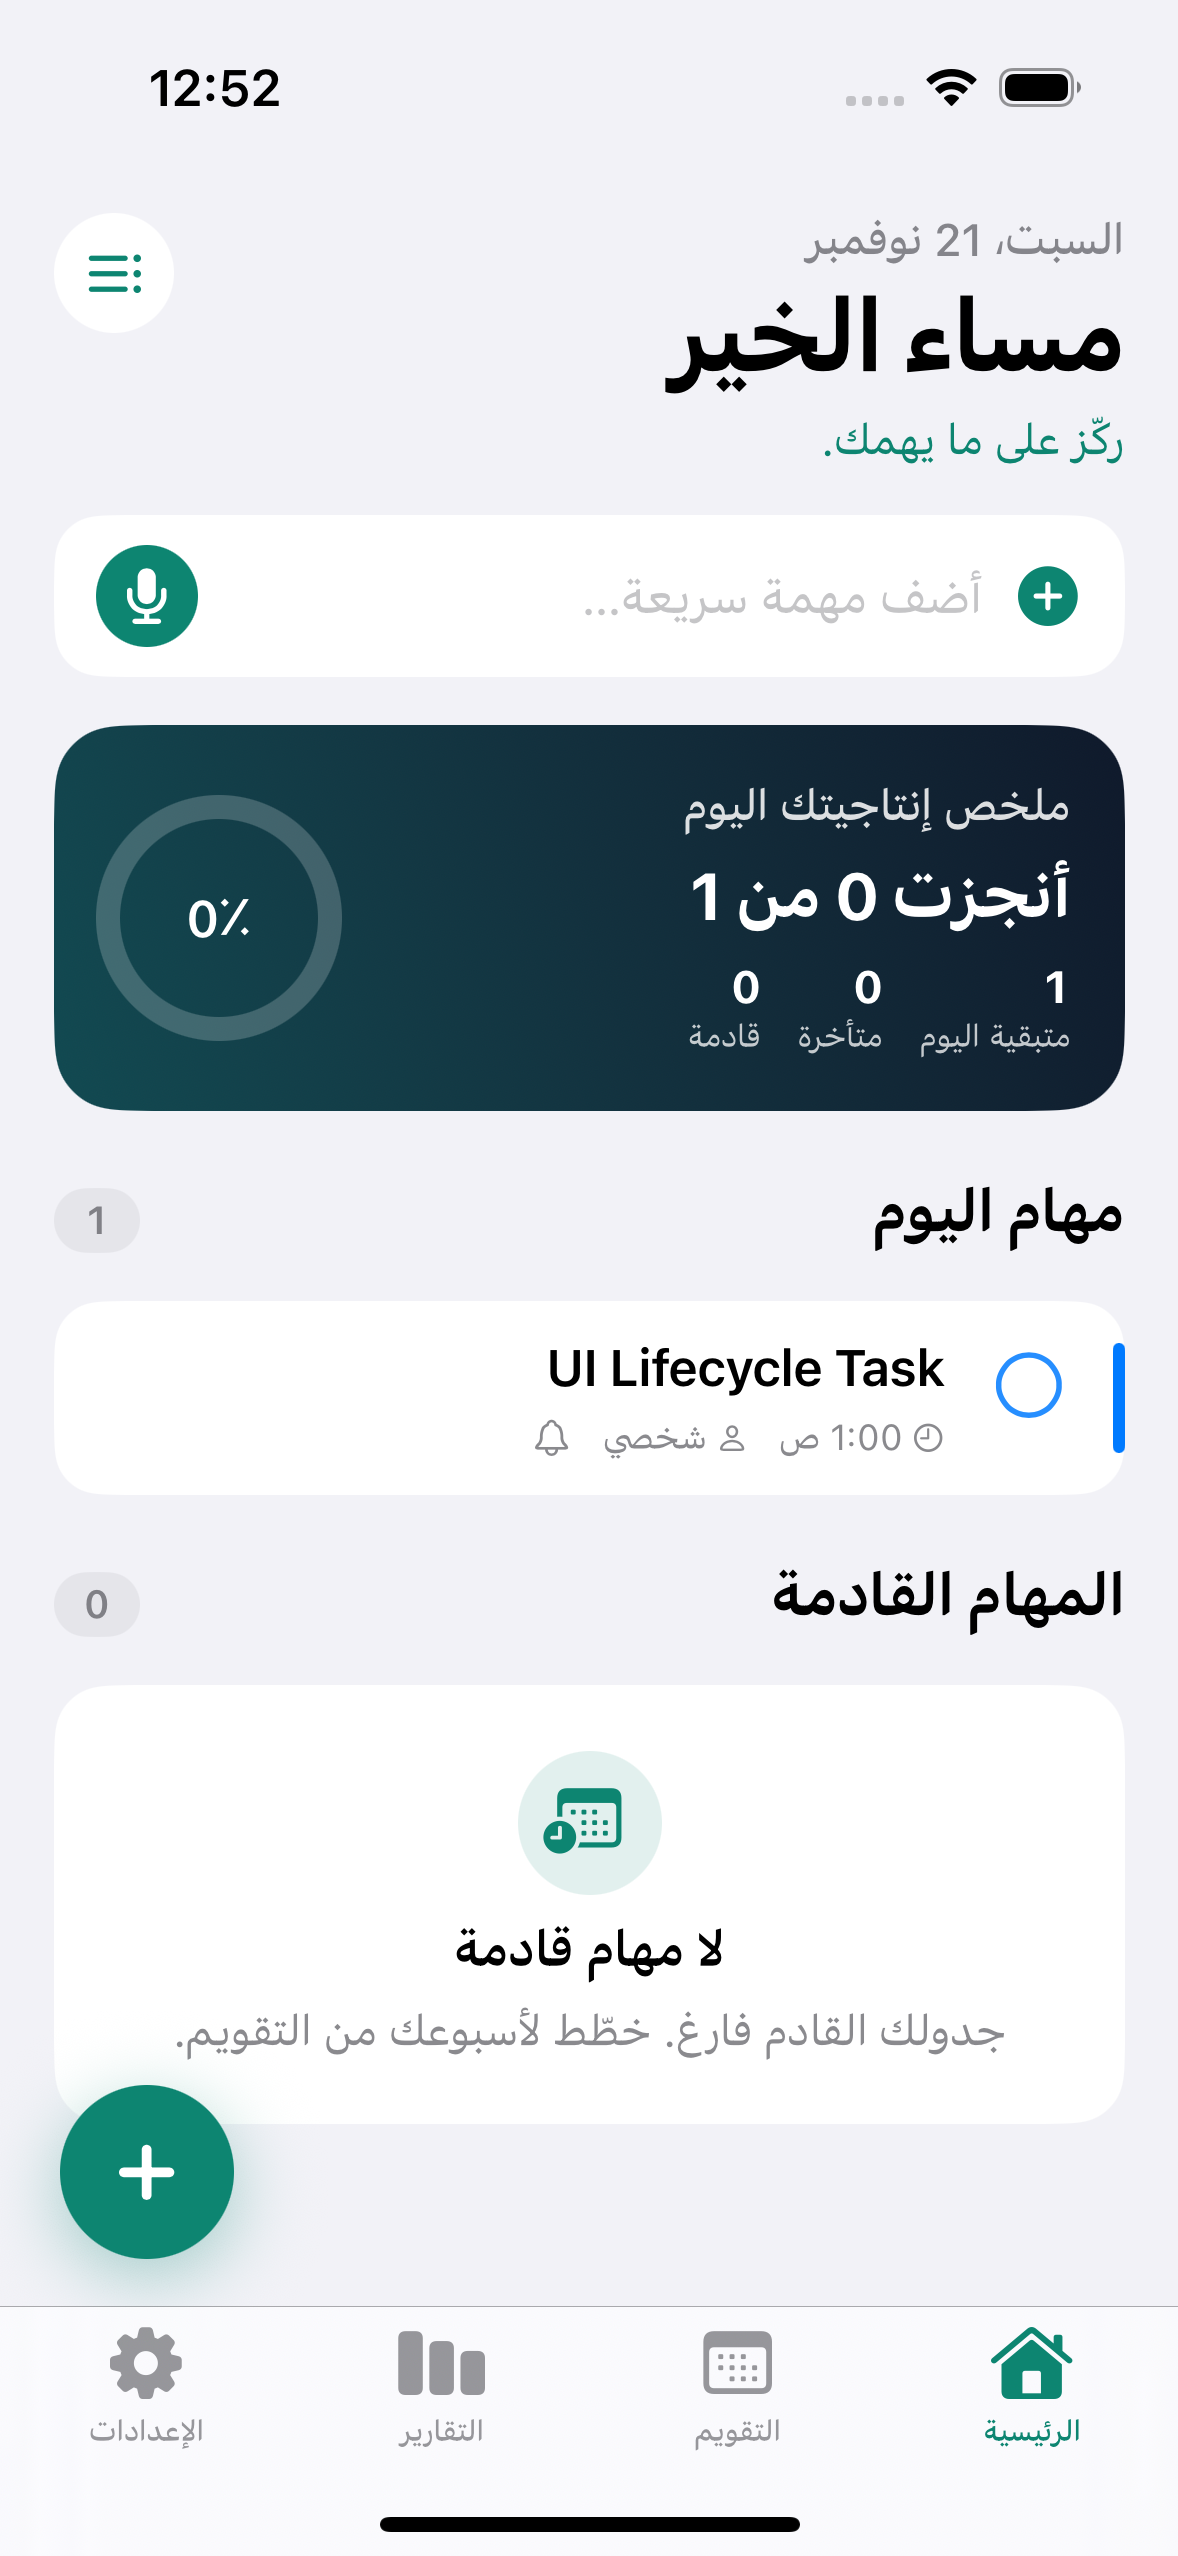 12:52
السبت، 21 نوفمبر
مساء الخير
ركّز على ما يهمك.
أضف مهمة سريعة...
ملخص إنتاجيتك اليوم
أنجزت 0 من 1
0٪
1 0 0
متبقية اليوم متأخرة قادمة
مهام اليوم 1
UI Lifecycle Task
1:00 ص شخصي
المهام القادمة 0
لا مهام قادمة
جدولك القادم فارغ. خطّط لأسبوعك من التقويم.
الرئيسية التقويم التقارير الإعدادات